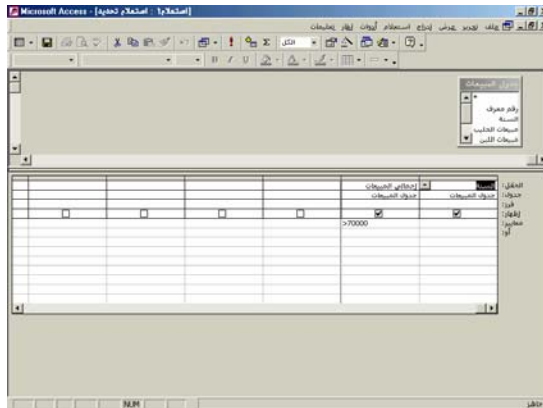 Microsoft Access - [استعلام1 : استعلام تحديد]
ملف تحرير عرض إدراج استعلام أدوات إطار تعليمات
الكل
جدول المبيعات
*
رقم معرف
السنة
مبيعات الحليب
مبيعات اللبن
الحقل: السنة إجمالي المبيعات
جدول: جدول المبيعات جدول المبيعات
فرز:
إظهار:
معايير: >70000
أو:
جاهز NUM